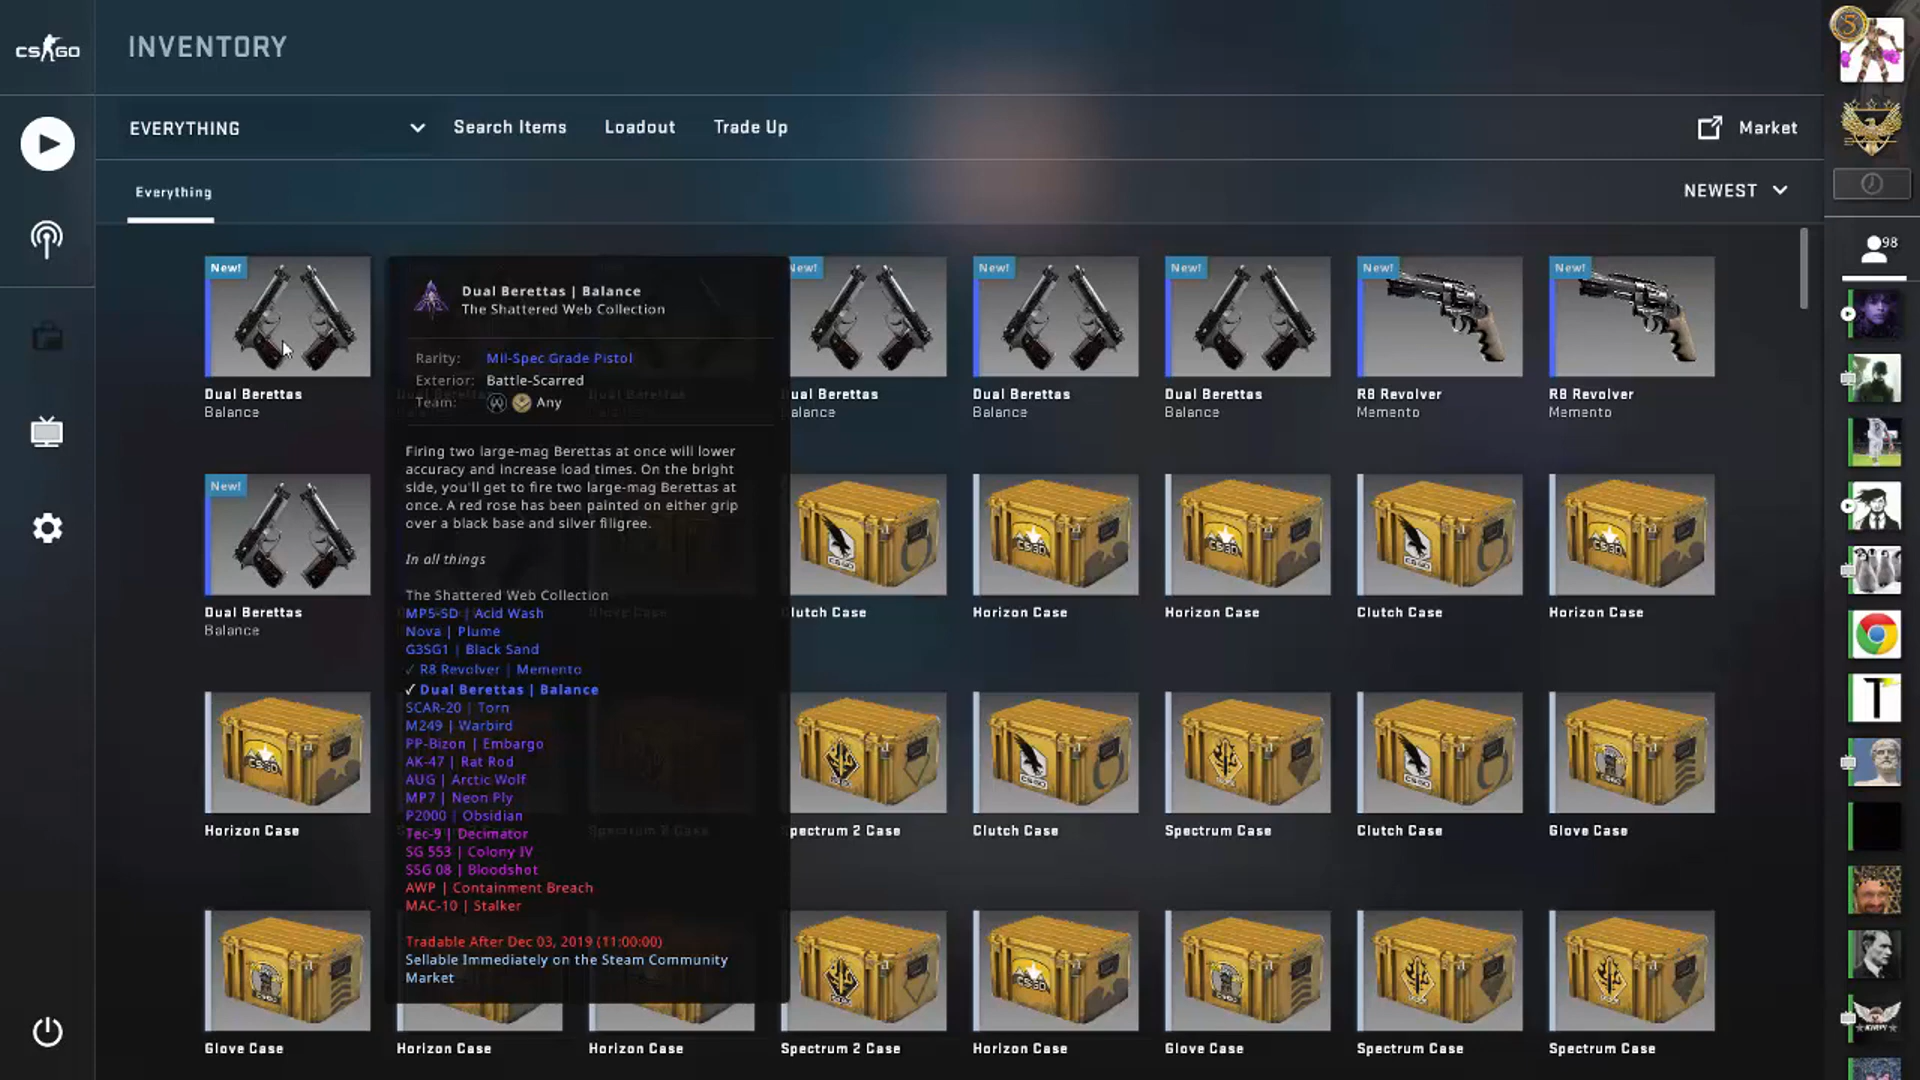 CS:GO
INVENTORY
5
EVERYTHING
Search Items
Loadout
Trade Up
Market
Everything
NEWEST
98
New!
Dual Berettas
Balance
Dual Berettas | Balance
The Shattered Web Collection
Rarity: Mil-Spec Grade Pistol
Exterior: Battle-Scarred
Team: Any
Firing two large-mag Berettas at once will lower
accuracy and increase load times. On the bright
side, you'll get to fire two large-mag Berettas at
once. A red rose has been painted on either grip
over a black base and silver filigree.
In all things
The Shattered Web Collection
MP5-SD | Acid Wash
Nova | Plume
G3SG1 | Black Sand
✓ R8 Revolver | Memento
✓ Dual Berettas | Balance
SCAR-20 | Torn
M249 | Warbird
PP-Bizon | Embargo
AK-47 | Rat Rod
AUG | Arctic Wolf
MP7 | Neon Ply
P2000 | Obsidian
Tec-9 | Decimator
SG 553 | Colony IV
SSG 08 | Bloodshot
AWP | Containment Breach
MAC-10 | Stalker
Tradable After Dec 03, 2019 (11:00:00)
Sellable Immediately on the Steam Community
Market
New!
Dual Berettas
Balance
New!
Dual Berettas
Balance
New!
Dual Berettas
Balance
New!
R8 Revolver
Memento
New!
R8 Revolver
Memento
New!
Dual Berettas
Balance
Clutch Case
Horizon Case
Horizon Case
Clutch Case
Horizon Case
Horizon Case
Spectrum 2 Case
Clutch Case
Spectrum Case
Clutch Case
Glove Case
Glove Case
Horizon Case
Horizon Case
Spectrum 2 Case
Horizon Case
Glove Case
Spectrum Case
Spectrum Case